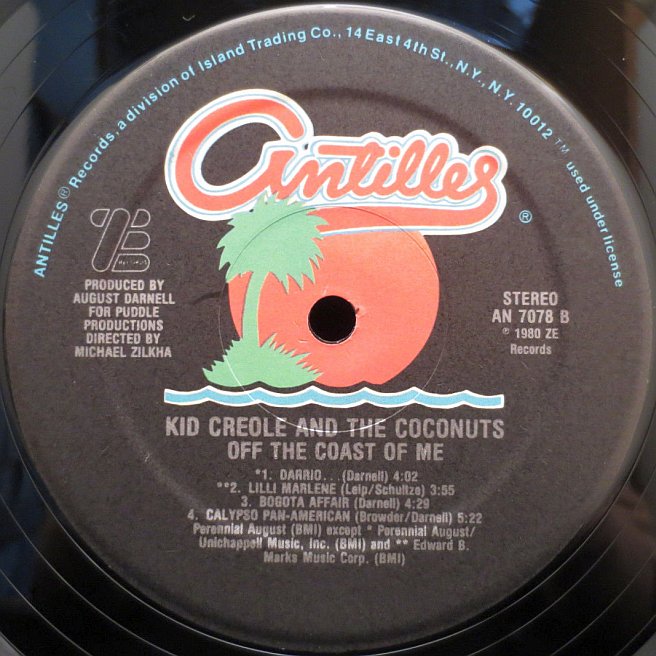 ANTILLES® Records, a division of Island Trading Co., 14 East 4th St., N.Y., N.Y. 10012 ™ used under license
antilles
®
ZE
PRODUCED BY
AUGUST DARNELL
FOR PUDDLE
PRODUCTIONS
DIRECTED BY
MICHAEL ZILKHA
STEREO
AN 7078 B
℗ 1980 ZE
Records
KID CREOLE AND THE COCONUTS
OFF THE COAST OF ME
*1. DARRIO... (Darnell) 4:02
**2. LILLI MARLENE (Leip/Schultze) 3:55
3. BOGOTA AFFAIR (Darnell) 4:29
4. CALYPSO PAN-AMERICAN (Browder/Darnell) 5:22
Perennial August (BMI) except * Perennial August/
Unichappell Music, Inc. (BMI) and ** Edward B.
Marks Music Corp. (BMI)